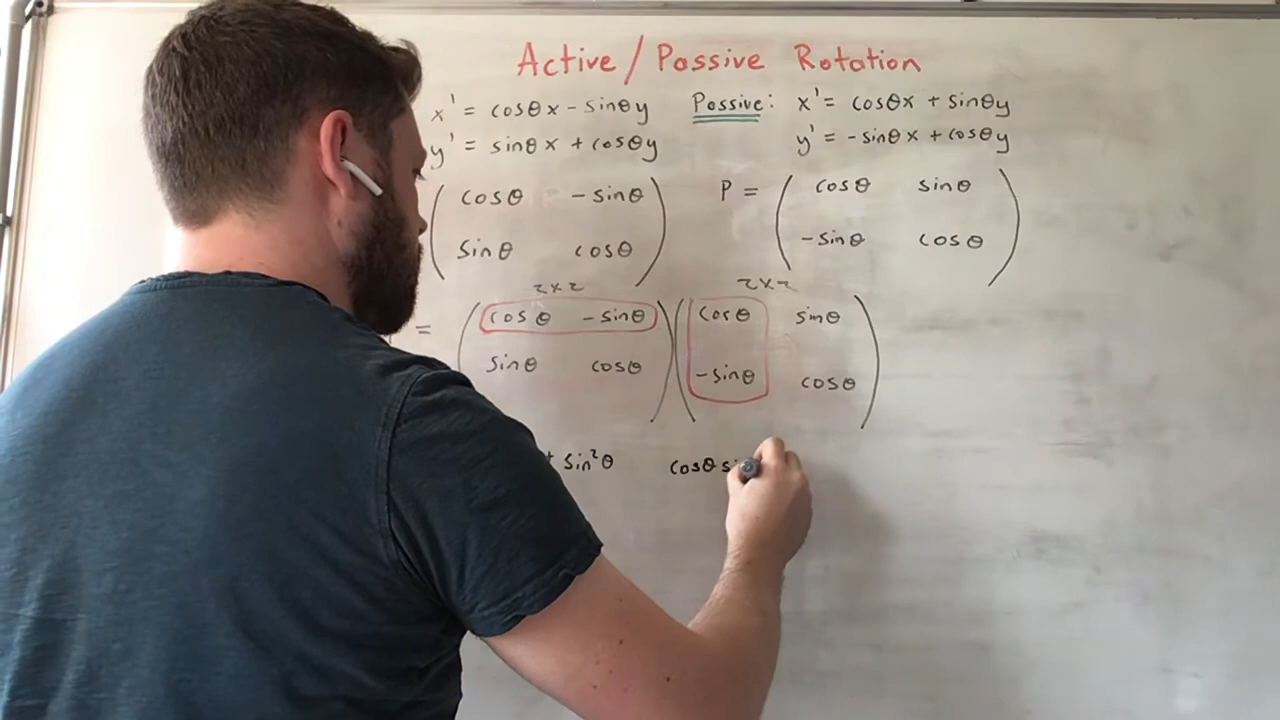 Active/Passive Rotation
x' = cosθx - sinθy Passive: x' = cosθx + sinθy
y' = sinθx + cosθy y' = -sinθx + cosθy
cosθ -sinθ P = cosθ sinθ
sinθ cosθ -sinθ cosθ
2x2 2x2
= cosθ -sinθ cosθ sinθ
sinθ cosθ -sinθ cosθ
+ sin²θ cosθ